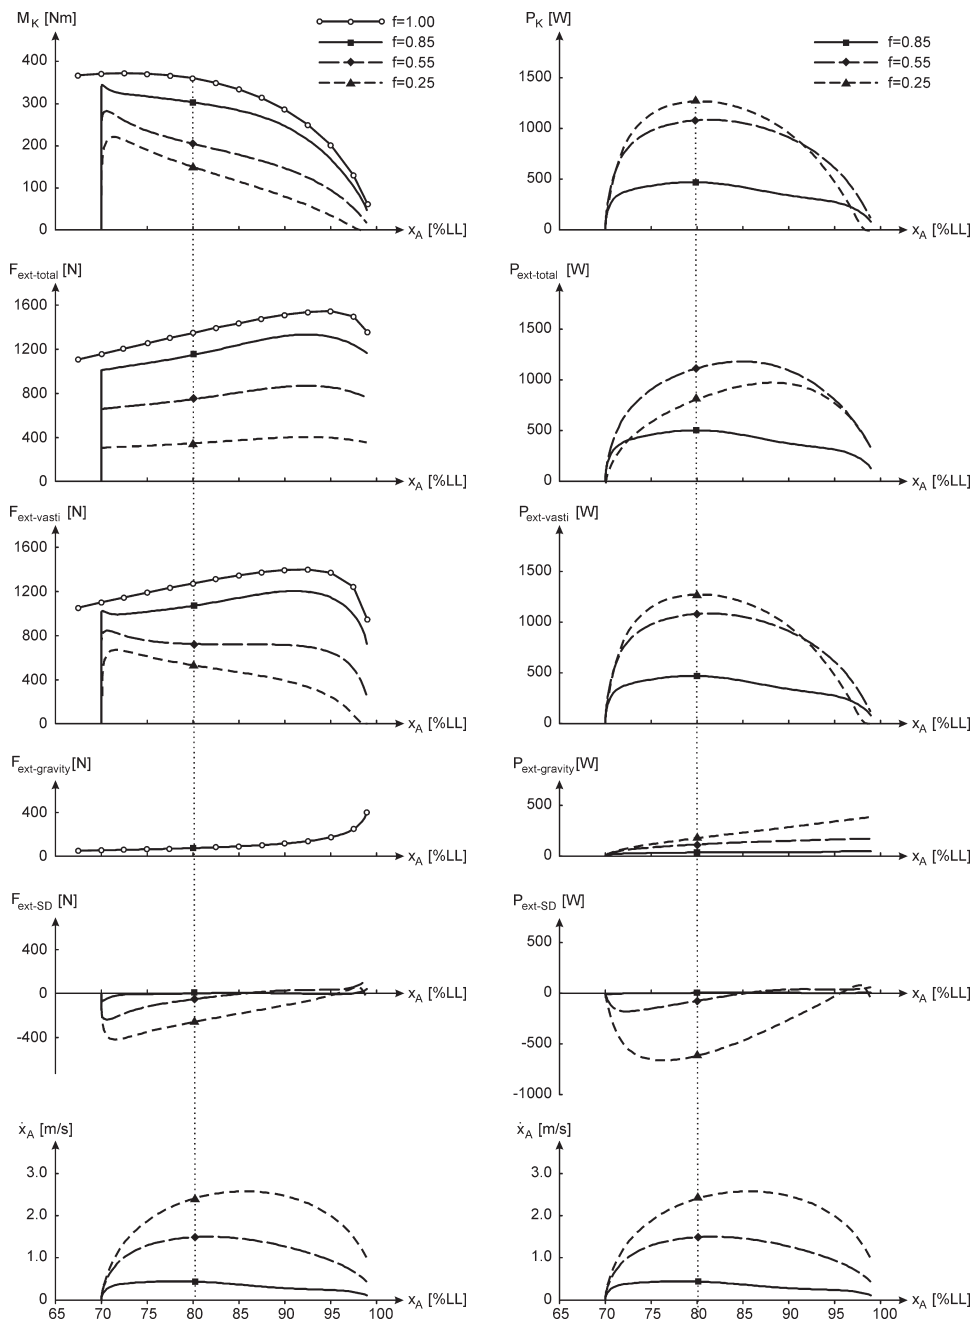 M_K [Nm]
f=1.00
f=0.85
f=0.55
f=0.25
400
300
200
100
0
x_A [%LL]
P_K [W]
f=0.85
f=0.55
f=0.25
1500
1000
500
0
x_A [%LL]
F_ext-total [N]
1600
1200
800
400
0
x_A [%LL]
P_ext-total [W]
1500
1000
500
0
x_A [%LL]
F_ext-vasti [N]
1600
1200
800
400
0
x_A [%LL]
P_ext-vasti [W]
1500
1000
500
0
x_A [%LL]
F_ext-gravity [N]
400
0
x_A [%LL]
P_ext-gravity [W]
500
0
x_A [%LL]
F_ext-SD [N]
400
0
-400
x_A [%LL]
P_ext-SD [W]
500
0
-500
-1000
x_A [%LL]
ẋ_A [m/s]
3.0
2.0
1.0
0
65 70 75 80 85 90 95 100
x_A [%LL]
ẋ_A [m/s]
3.0
2.0
1.0
0
65 70 75 80 85 90 95 100
x_A [%LL]